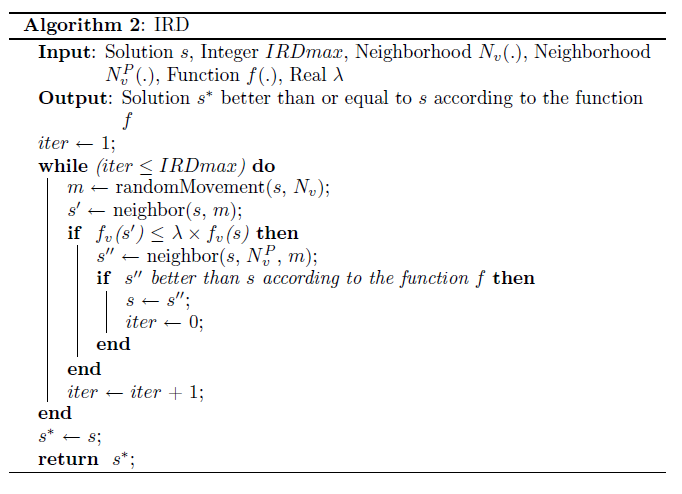 Algorithm 2: IRD
Input: Solution s, Integer IRDmax, Neighborhood N_v(.), Neighborhood
N_v^P(.), Function f(.), Real λ
Output: Solution s* better than or equal to s according to the function
f
iter ← 1;
while (iter ≤ IRDmax) do
m ← randomMovement(s, N_v);
s′ ← neighbor(s, m);
if f_v(s′) ≤ λ × f_v(s) then
s′′ ← neighbor(s, N_v^P, m);
if s′′ better than s according to the function f then
s ← s′′;
iter ← 0;
end
end
iter ← iter + 1;
end
s* ← s;
return s*;